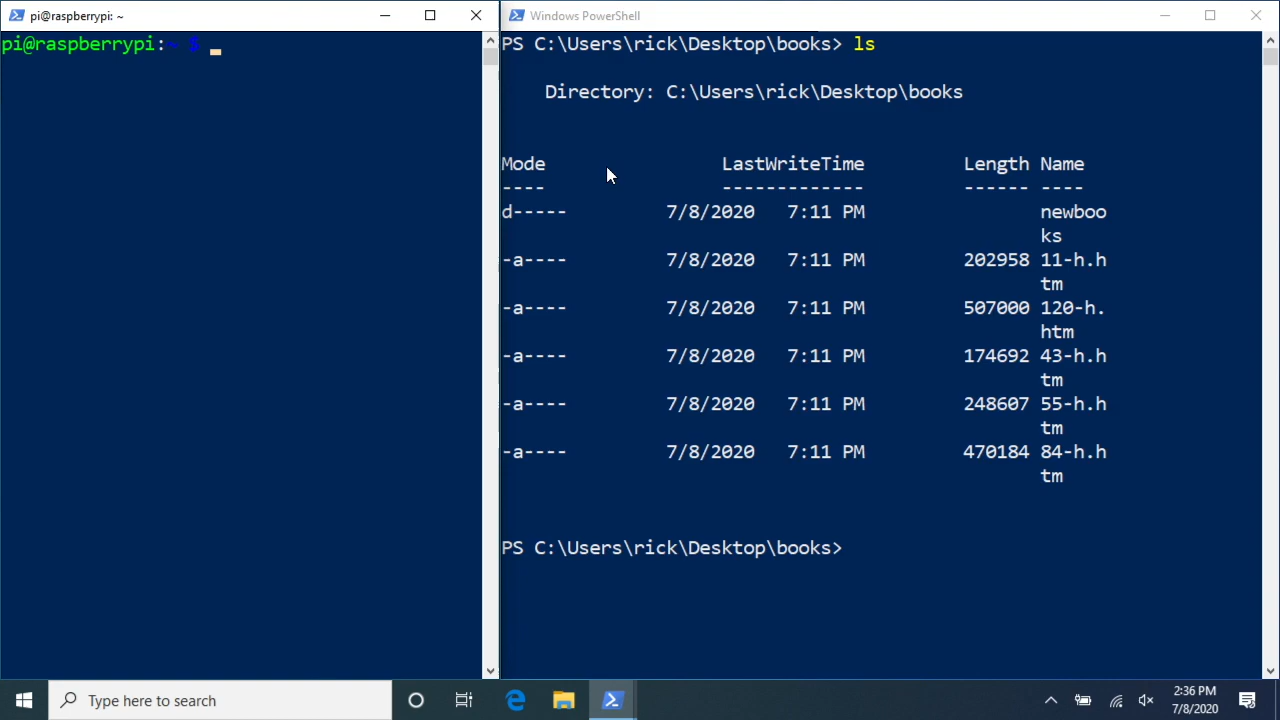 pi@raspberrypi: ~
pi@raspberrypi:~ $
Windows PowerShell
PS C:\Users\rick\Desktop\books> ls
Directory: C:\Users\rick\Desktop\books
Mode LastWriteTime Length Name
---- ------------- ------ ----
d----- 7/8/2020 7:11 PM newboo
ks
-a---- 7/8/2020 7:11 PM 202958 11-h.h
tm
-a---- 7/8/2020 7:11 PM 507000 120-h.
htm
-a---- 7/8/2020 7:11 PM 174692 43-h.h
tm
-a---- 7/8/2020 7:11 PM 248607 55-h.h
tm
-a---- 7/8/2020 7:11 PM 470184 84-h.h
tm
PS C:\Users\rick\Desktop\books>
Type here to search
2:36 PM
7/8/2020